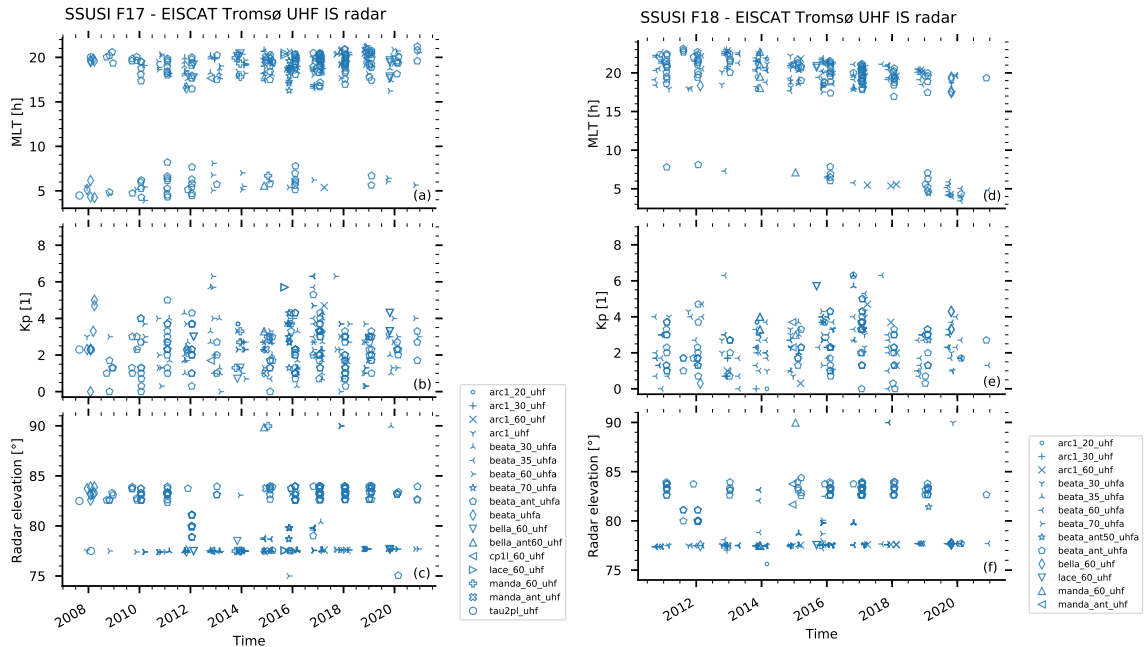 SSUSI F17 - EISCAT Tromsø UHF IS radar
20
15
10
5
MLT [h]
(a)
8
6
4
2
0
Kp [1]
(b)
90
85
80
75
Radar elevation [°]
(c)
2008
2010
2012
2014
2016
2018
2020
Time
arc1_20_uhf
arc1_30_uhf
arc1_60_uhf
arc1_uhf
beata_30_uhfa
beata_35_uhfa
beata_60_uhfa
beata_70_uhfa
beata_ant_uhfa
beata_uhfa
bella_60_uhf
bella_ant60_uhf
cp1l_60_uhf
lace_60_uhf
manda_60_uhf
manda_ant_uhf
tau2pl_uhf
SSUSI F18 - EISCAT Tromsø UHF IS radar
20
15
10
5
MLT [h]
(d)
8
6
4
2
0
Kp [1]
(e)
90
85
80
75
Radar elevation [°]
(f)
2012
2014
2016
2018
2020
Time
arc1_20_uhf
arc1_30_uhf
arc1_60_uhf
beata_30_uhfa
beata_35_uhfa
beata_60_uhfa
beata_70_uhfa
beata_ant50_uhfa
beata_ant_uhfa
bella_60_uhf
lace_60_uhf
manda_60_uhf
manda_ant_uhf